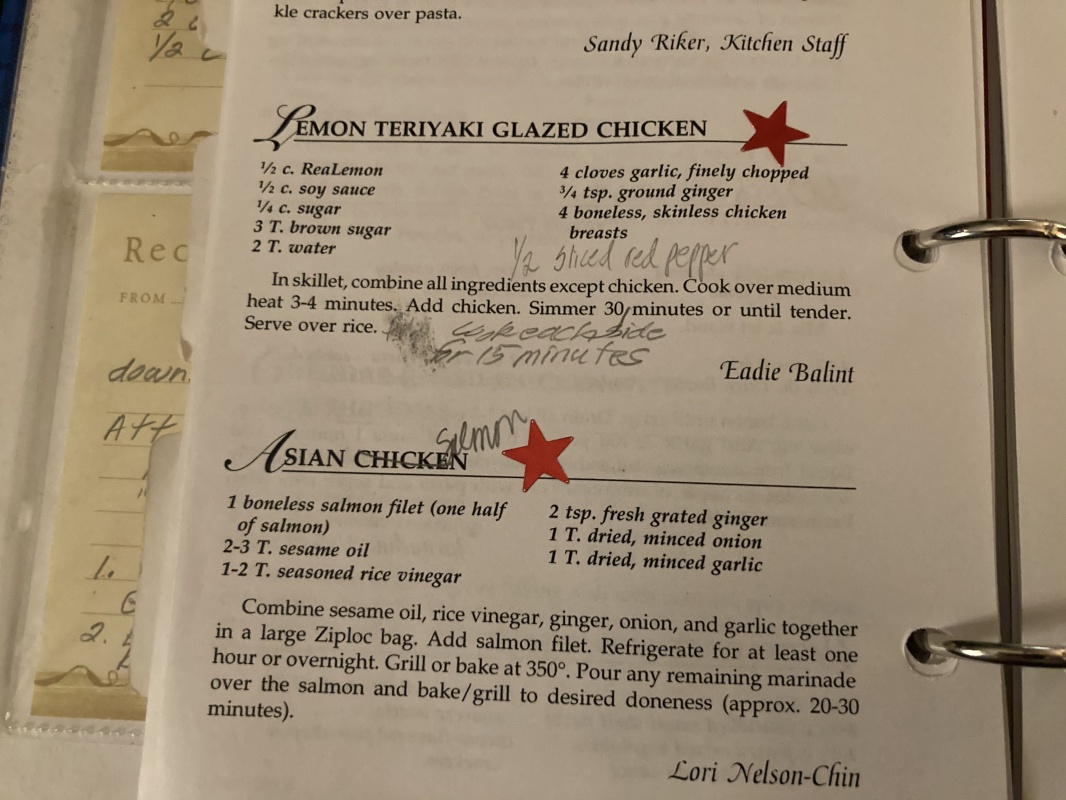 kle crackers over pasta.
Sandy Riker, Kitchen Staff
LEMON TERIYAKI GLAZED CHICKEN
½ c. ReaLemon
½ c. soy sauce
¼ c. sugar
3 T. brown sugar
2 T. water
4 cloves garlic, finely chopped
¾ tsp. ground ginger
4 boneless, skinless chicken
breasts
1/2 sliced red pepper
In skillet, combine all ingredients except chicken. Cook over medium
heat 3-4 minutes. Add chicken. Simmer 30 minutes or until tender.
Serve over rice.
Cook each side
for 15 minutes
Eadie Balint
Salmon
ASIAN CHICKEN
1 boneless salmon filet (one half
of salmon)
2-3 T. sesame oil
1-2 T. seasoned rice vinegar
2 tsp. fresh grated ginger
1 T. dried, minced onion
1 T. dried, minced garlic
Combine sesame oil, rice vinegar, ginger, onion, and garlic together
in a large Ziploc bag. Add salmon filet. Refrigerate for at least one
hour or overnight. Grill or bake at 350°. Pour any remaining marinade
over the salmon and bake/grill to desired doneness (approx. 20-30
minutes).
Lori Nelson-Chin
2
1/2
Rec
FROM
down.
Att
1.
2.